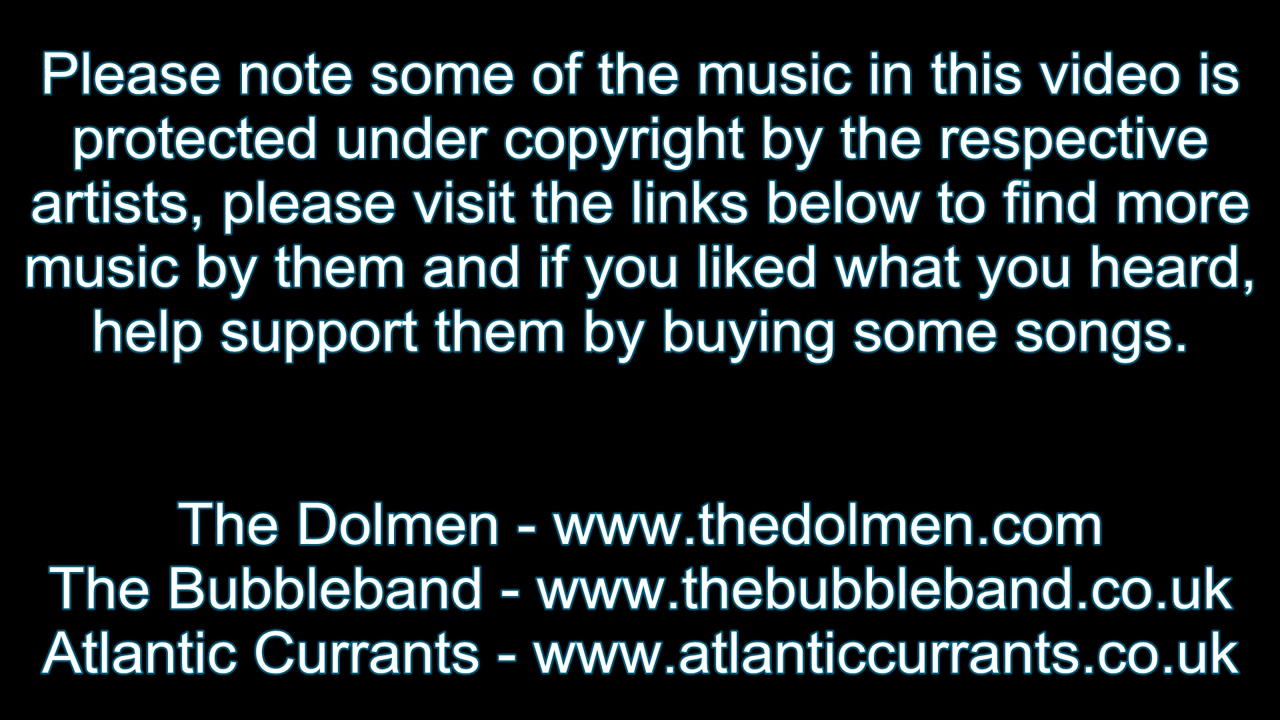 Please note some of the music in this video is
protected under copyright by the respective
artists, please visit the links below to find more
music by them and if you liked what you heard,
help support them by buying some songs.
The Dolmen - www.thedolmen.com
The Bubbleband - www.thebubbleband.co.uk
Atlantic Currants - www.atlanticcurrants.co.uk